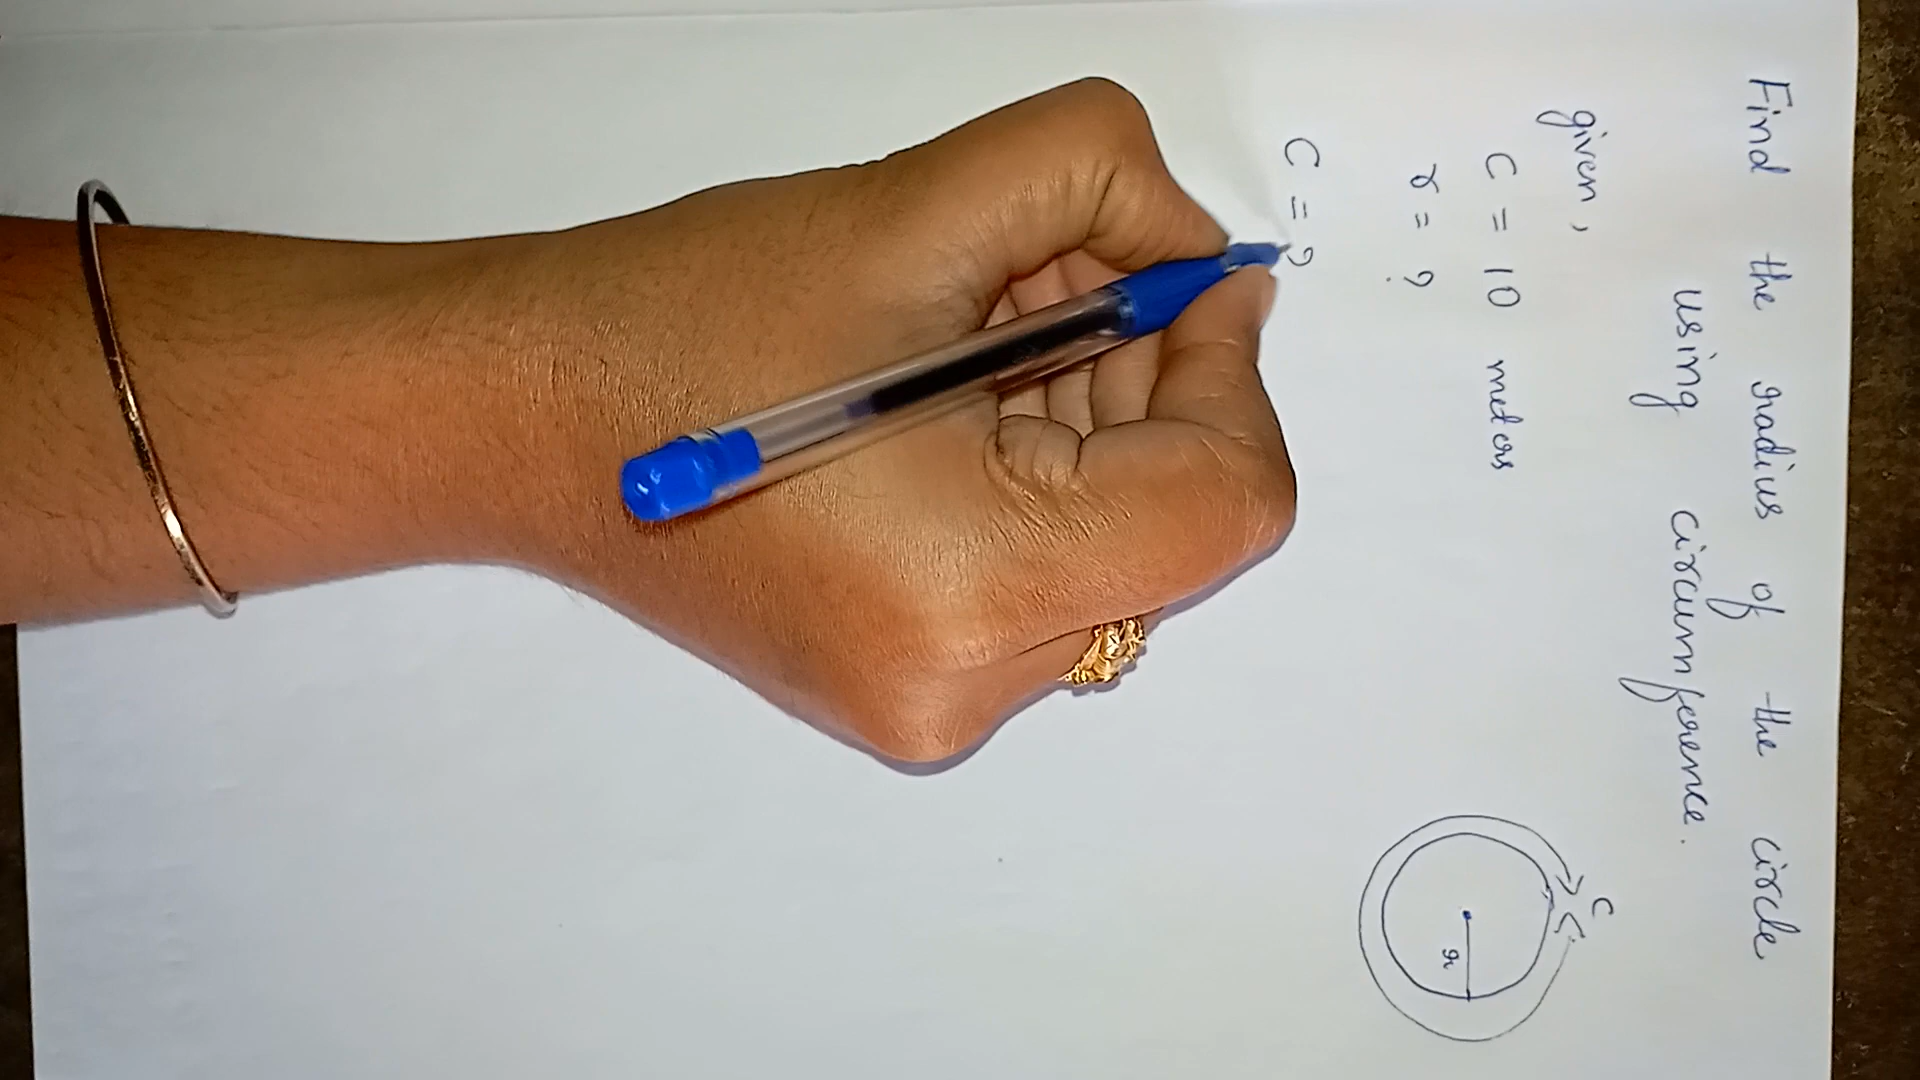 Find the radius of the circle
using circumference.
given,
C = 10 meters
r = ?
C = ?
C
r